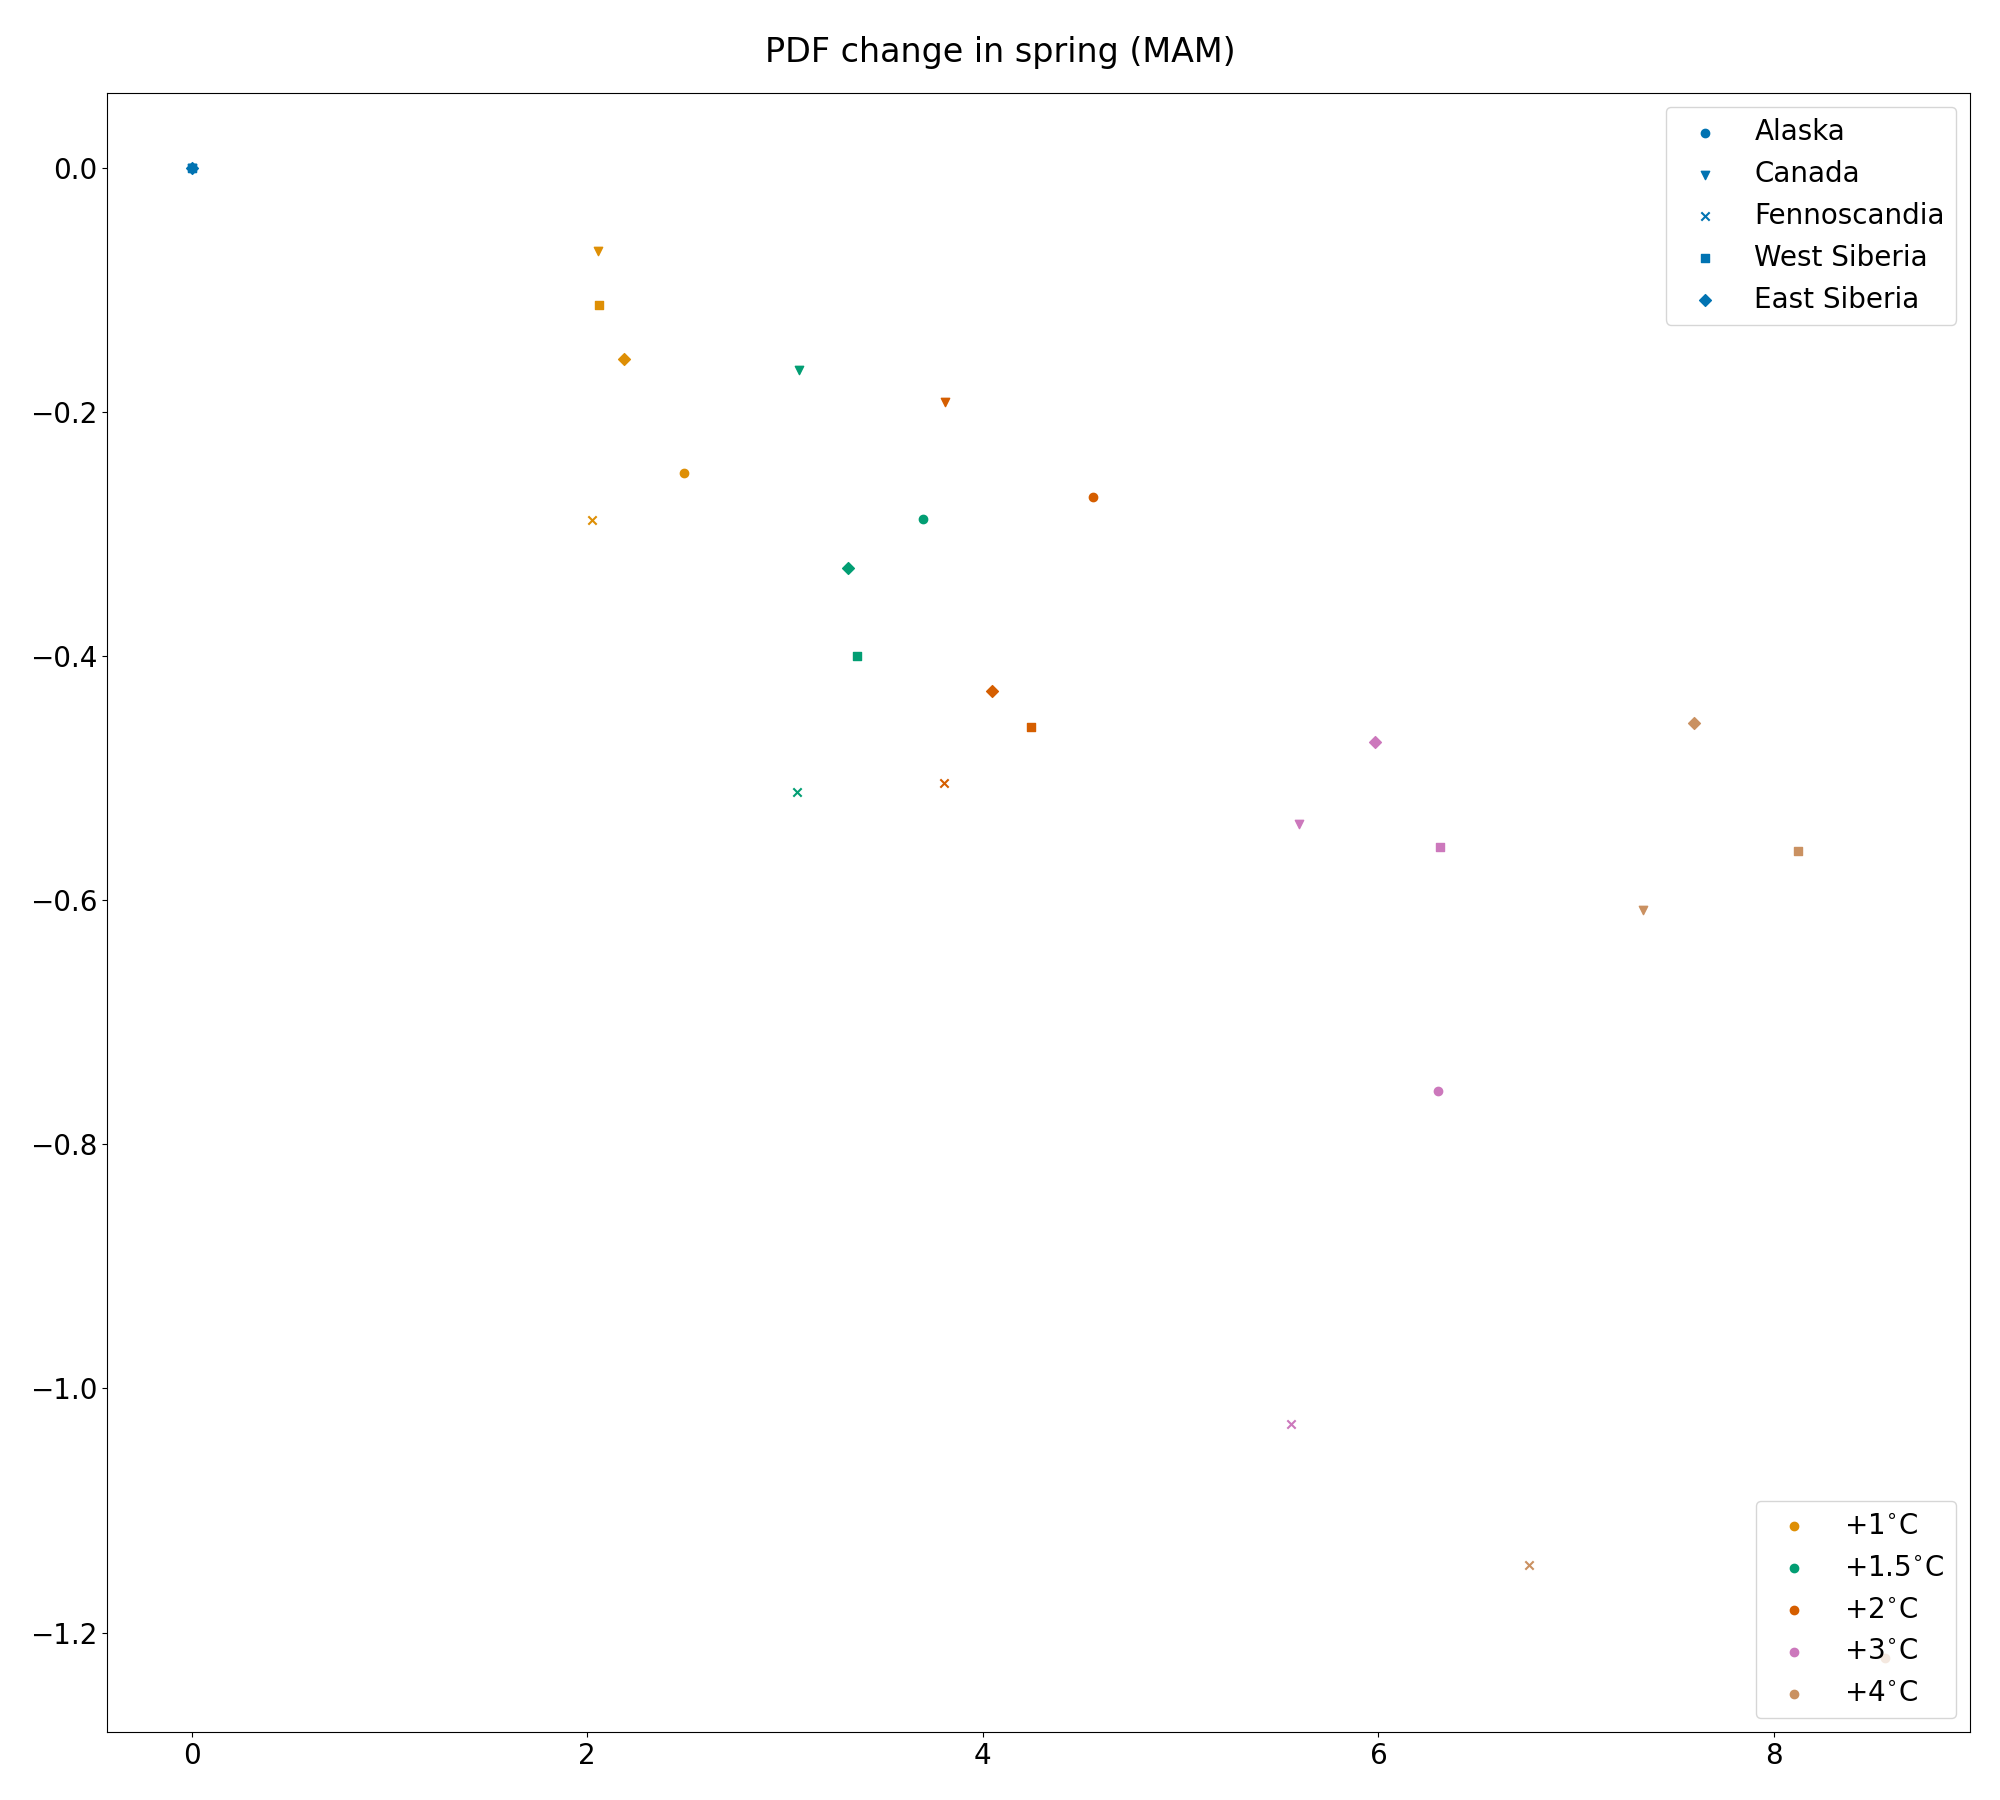 PDF change in spring (MAM)
Alaska
Canada
Fennoscandia
West Siberia
East Siberia
0.0
−0.2
−0.4
−0.6
−0.8
−1.0
−1.2
+1°C
+1.5°C
+2°C
+3°C
+4°C
0 2 4 6 8